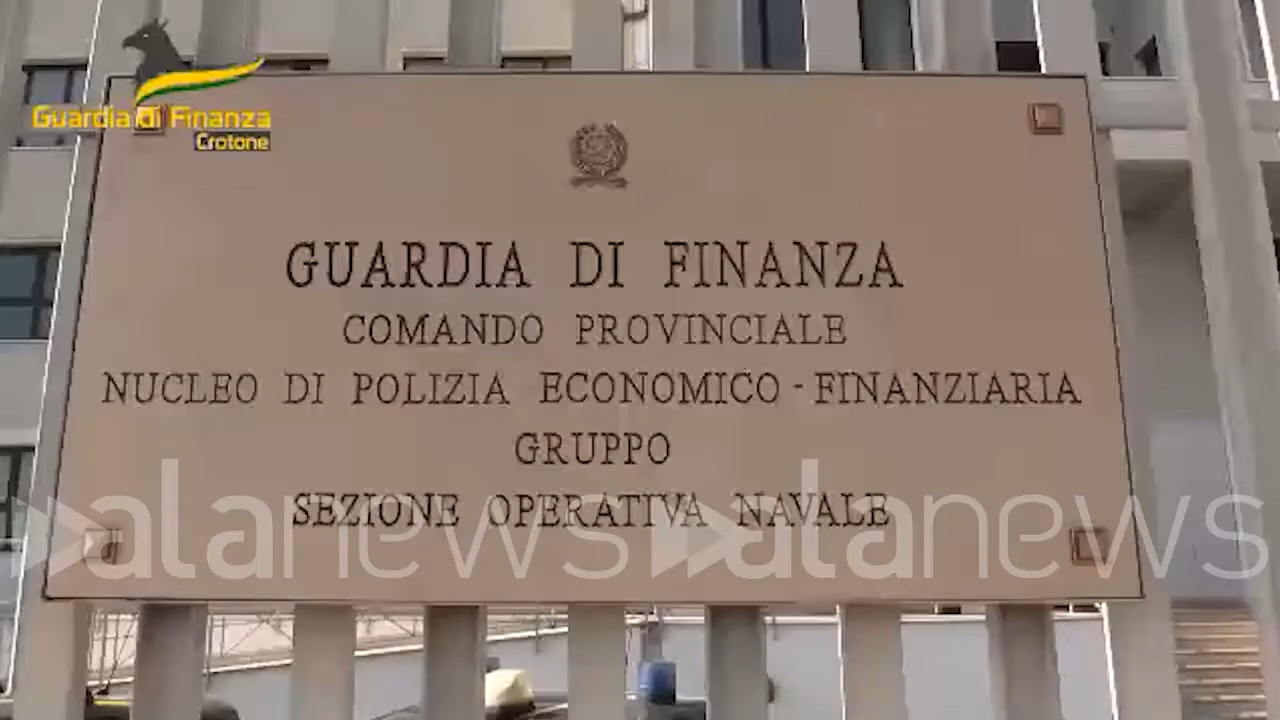 Guardia di Finanza
Crotone
GUARDIA DI FINANZA
COMANDO PROVINCIALE
NUCLEO DI POLIZIA ECONOMICO - FINANZIARIA
GRUPPO
SEZIONE OPERATIVA NAVALE
alanews alanews